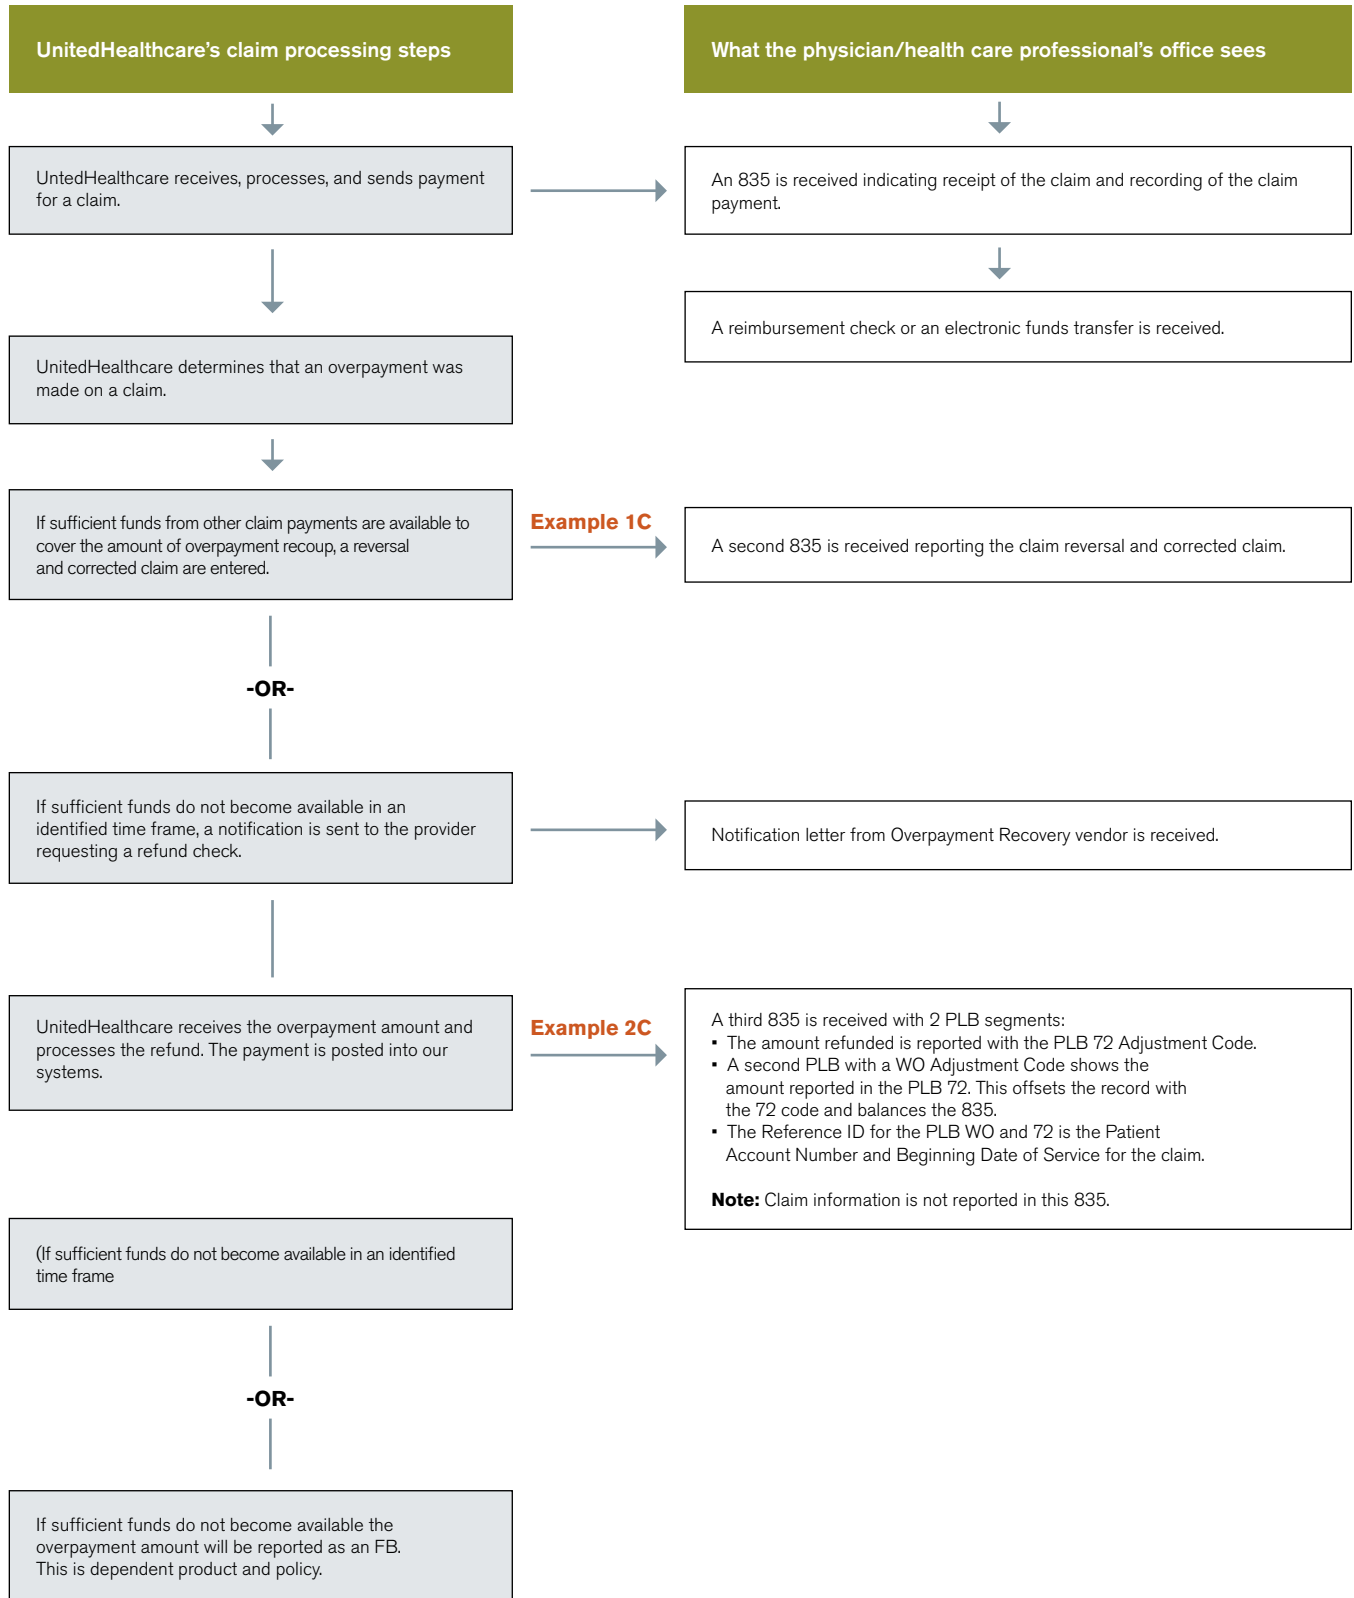 UnitedHealthcare's claim processing steps
What the physician/health care professional's office sees
UntedHealthcare receives, processes, and sends payment
for a claim.
An 835 is received indicating receipt of the claim and recording of the claim
payment.
A reimbursement check or an electronic funds transfer is received.
UnitedHealthcare determines that an overpayment was
made on a claim.
If sufficient funds from other claim payments are available to
cover the amount of overpayment recoup, a reversal
and corrected claim are entered.
Example 1C
A second 835 is received reporting the claim reversal and corrected claim.
-OR-
If sufficient funds do not become available in an
identified time frame, a notification is sent to the provider
requesting a refund check.
Notification letter from Overpayment Recovery vendor is received.
UnitedHealthcare receives the overpayment amount and
processes the refund. The payment is posted into our
systems.
Example 2C
A third 835 is received with 2 PLB segments:
• The amount refunded is reported with the PLB 72 Adjustment Code.
• A second PLB with a WO Adjustment Code shows the
amount reported in the PLB 72. This offsets the record with
the 72 code and balances the 835.
• The Reference ID for the PLB WO and 72 is the Patient
Account Number and Beginning Date of Service for the claim.
Note: Claim information is not reported in this 835.
(If sufficient funds do not become available in an identified
time frame
-OR-
If sufficient funds do not become available the
overpayment amount will be reported as an FB.
This is dependent product and policy.